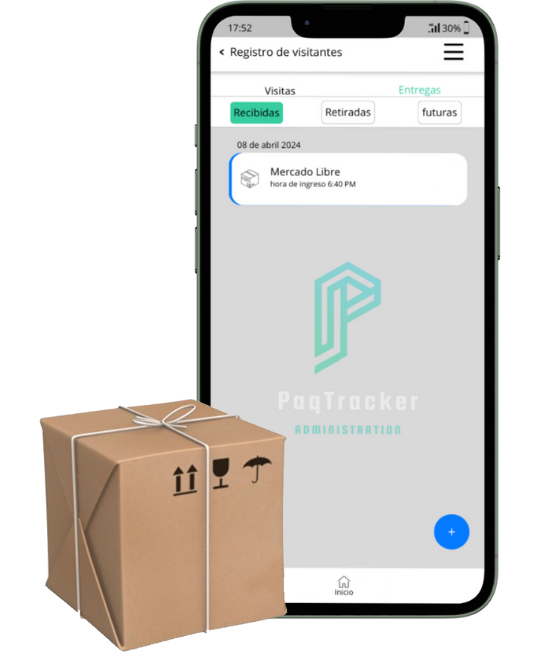 17:52
30%
< Registro de visitantes
Visitas
Entregas
Recibidas
Retiradas
futuras
08 de abril 2024
Mercado Libre
hora de ingreso 6:40 PM
PaqTracker
ADMINISTRARTION
+
Inicio